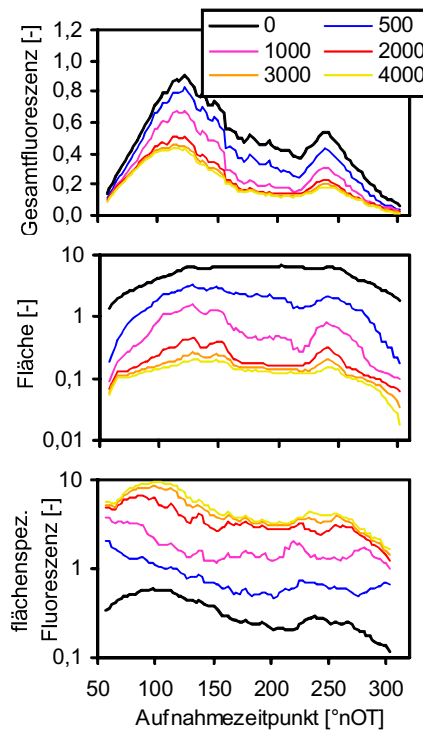 0 500
1000 2000
3000 4000
Gesamtfluoreszenz [-]
1,2
1,0
0,8
0,6
0,4
0,2
0,0
Fläche [-]
10
1
0,1
0,01
flächenspez.
Fluoreszenz [-]
10
1
0,1
50 100 150 200 250 300
Aufnahmezeitpunkt [°nOT]